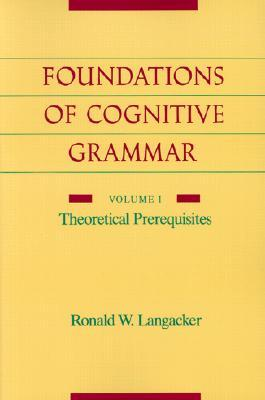 FOUNDATIONS
OF COGNITIVE
GRAMMAR
VOLUME I
Theoretical Prerequisites
Ronald W. Langacker